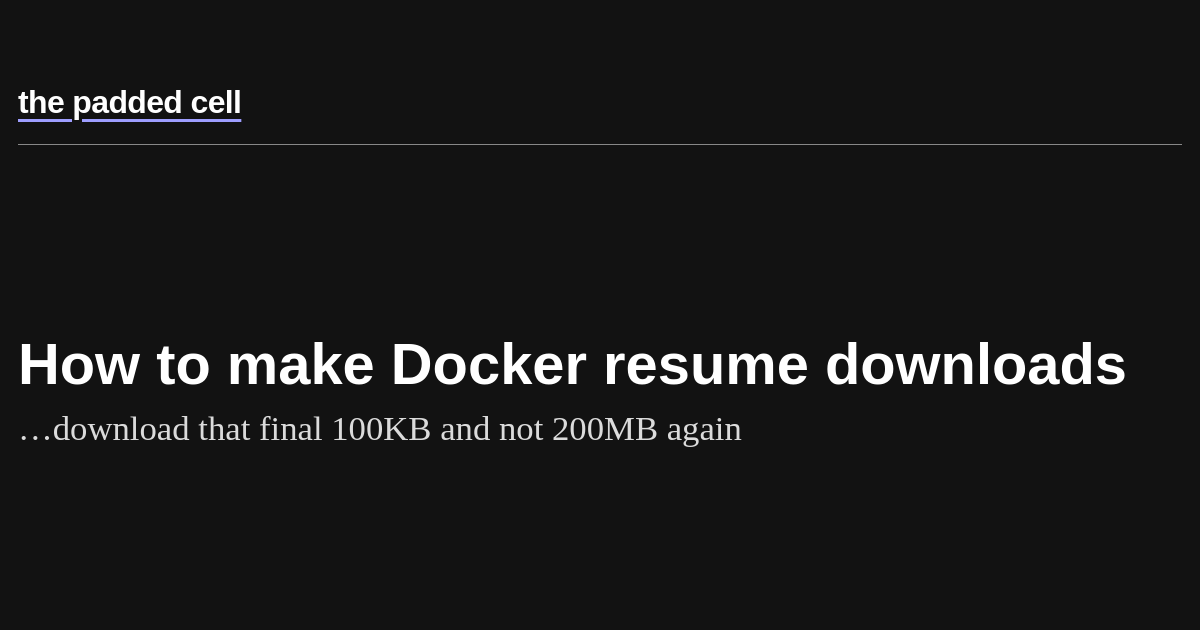 the padded cell
How to make Docker resume downloads
…download that final 100KB and not 200MB again